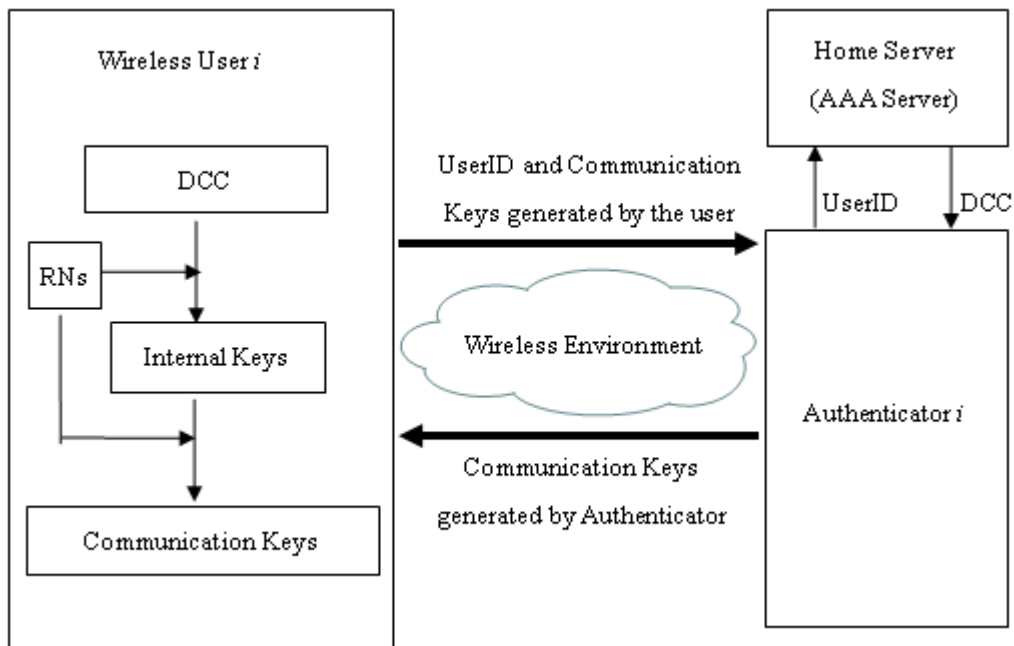 Wireless User i
DCC
RNs
Internal Keys
Communication Keys
UserID and Communication
Keys generated by the user
Wireless Environment
Communication Keys
generated by Authenticator
Home Server
(AAA Server)
UserID
DCC
Authenticator i